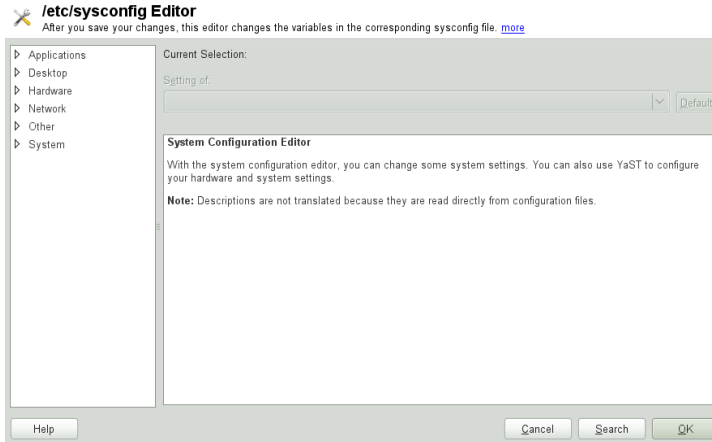 /etc/sysconfig Editor
After you save your changes, this editor changes the variables in the corresponding sysconfig file. more
Applications
Desktop
Hardware
Network
Other
System
Current Selection:
Setting of:
Default
System Configuration Editor
With the system configuration editor, you can change some system settings. You can also use YaST to configure
your hardware and system settings.
Note: Descriptions are not translated because they are read directly from configuration files.
Help
Cancel
Search
OK